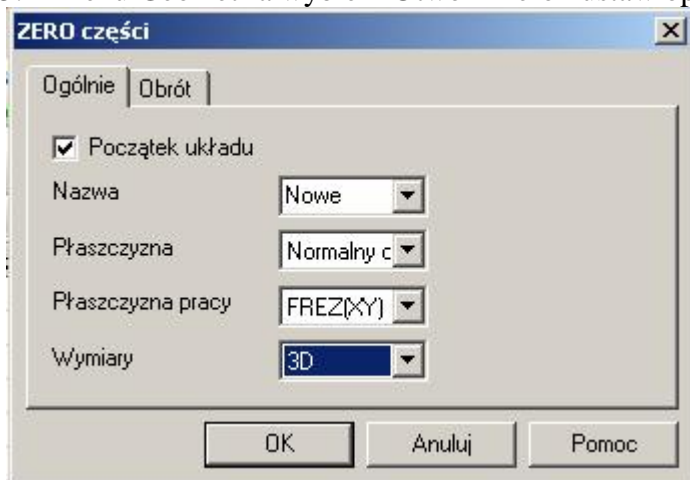 ZERO części
Ogólnie Obrót
Początek układu
Nazwa Nowe
Płaszczyzna Normalny c
Płaszczyzna pracy FREZ(XY)
Wymiary 3D
OK Anuluj Pomoc